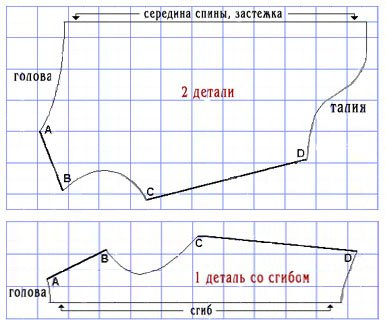 середина спины, застежка
голова
2 детали
талия
A
B
C
D
C
B
D
A
1 деталь со сгибом
голова
сгиб